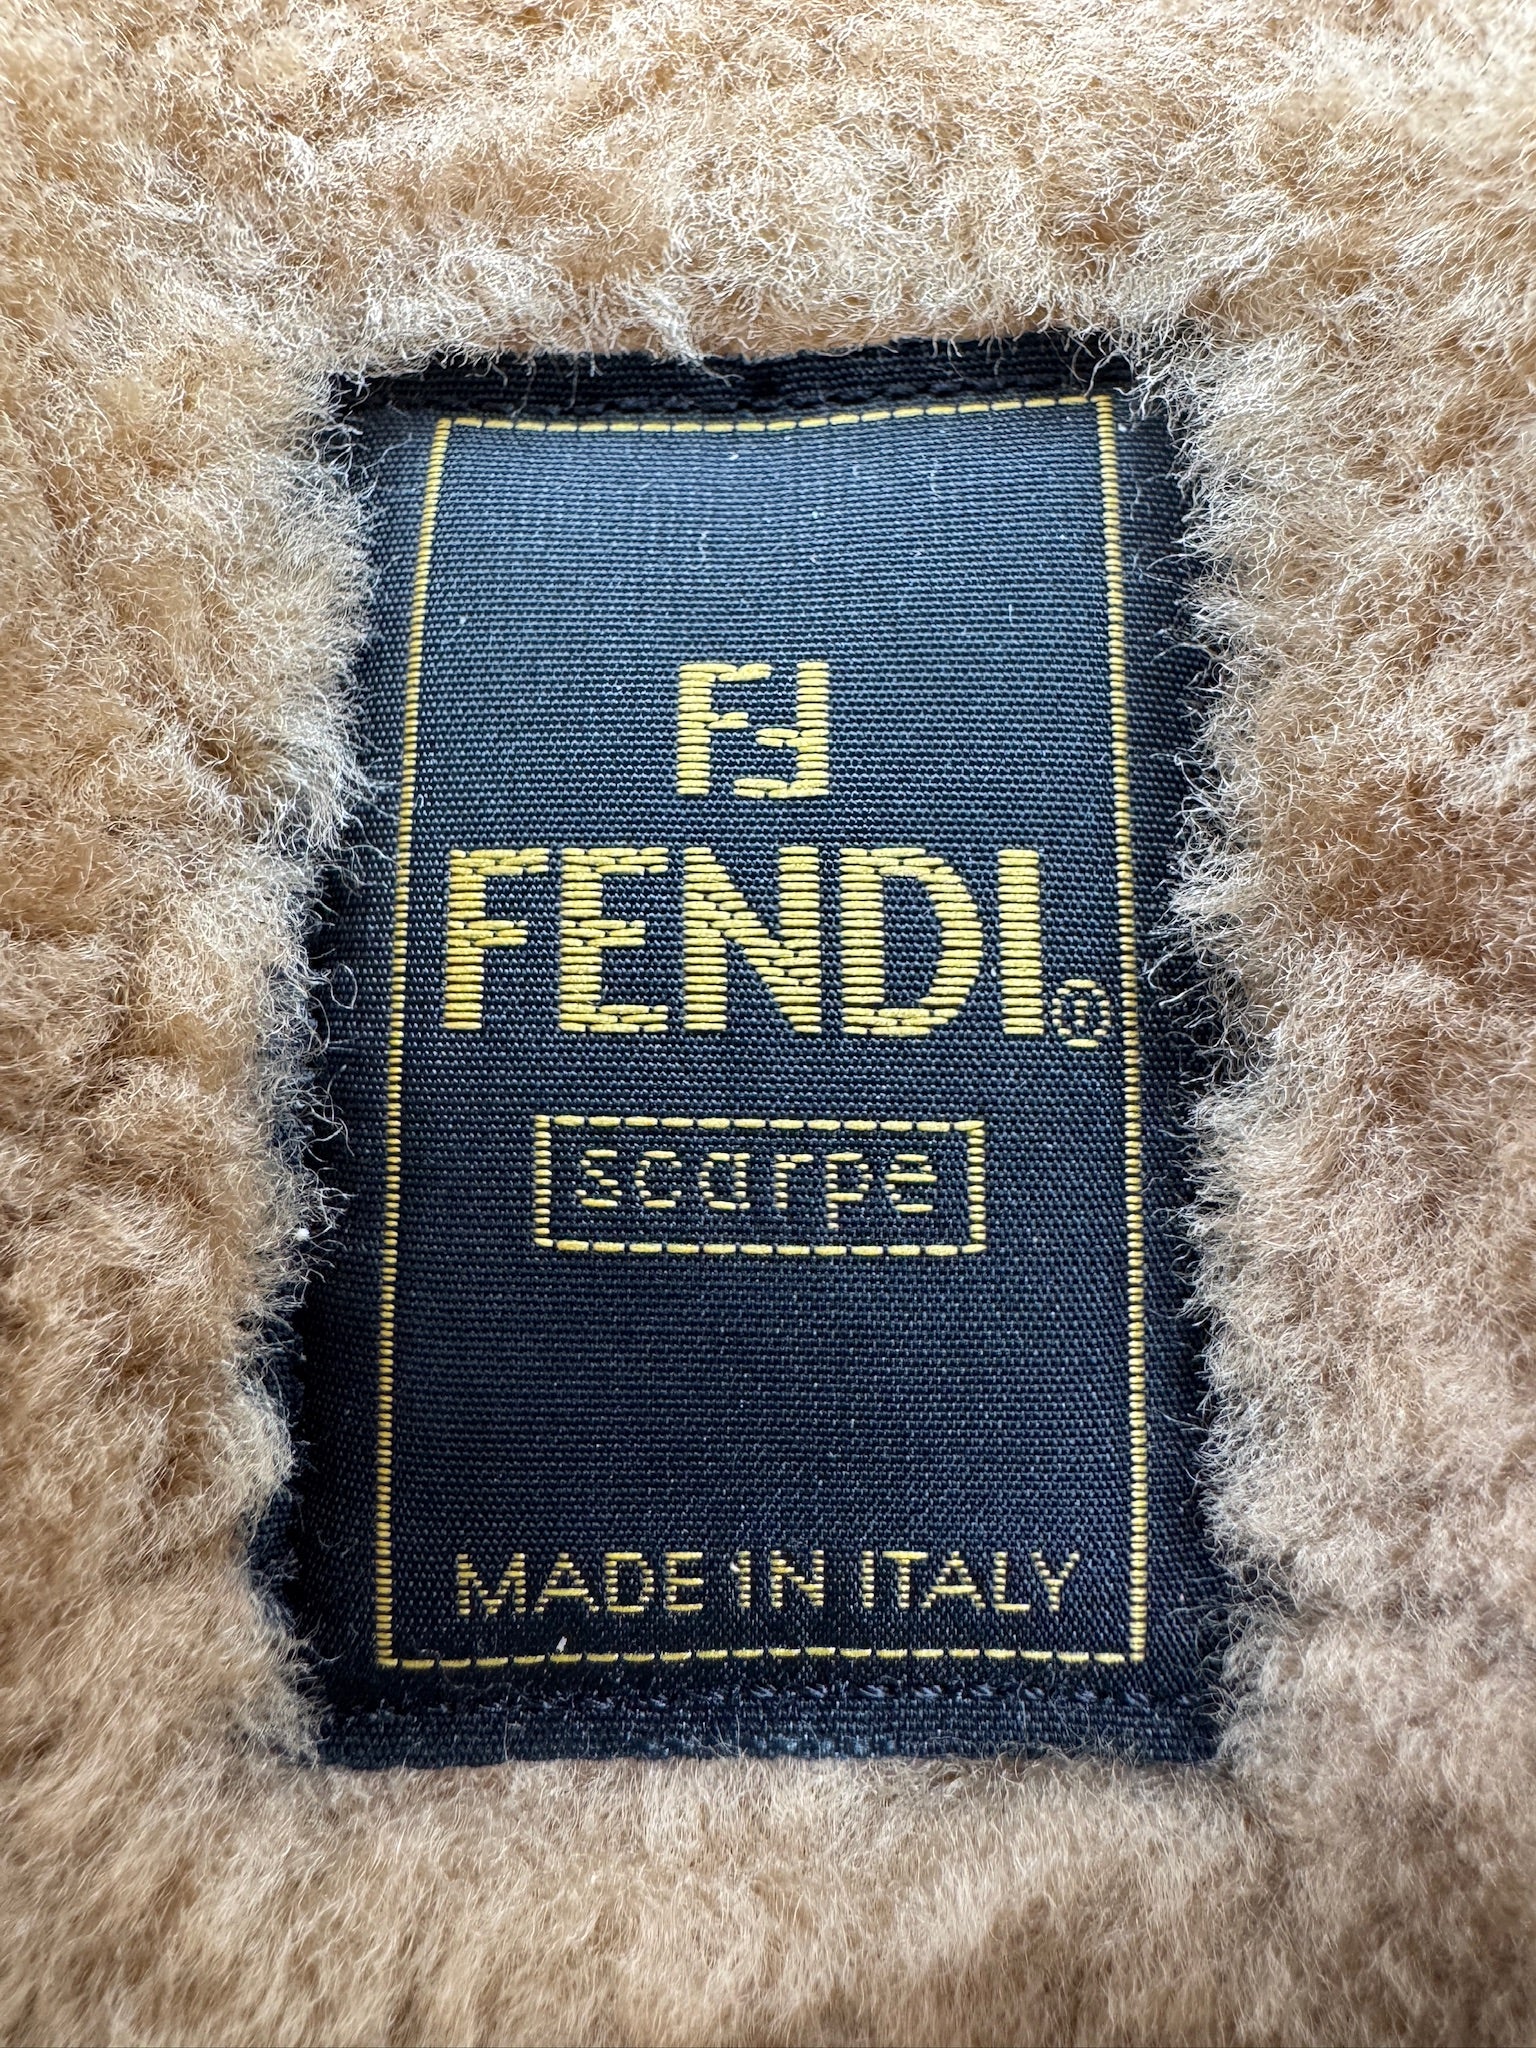 FF
FENDI®
scarpe
MADE IN ITALY